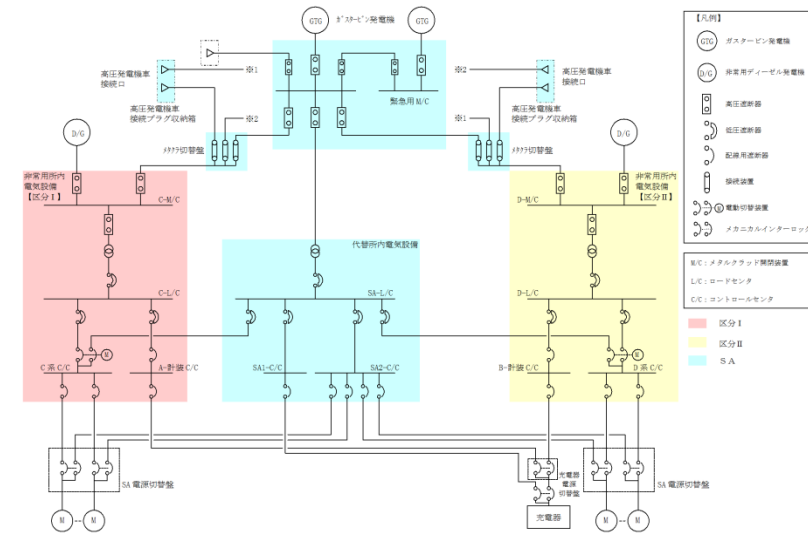 GTG
ガスタービン発電機
GTG
【凡例】
GTG
ガスタービン発電機
D/G
非常用ディーゼル発電機
高圧遮断器
低圧遮断器
配線用遮断器
接続装置
M
電動切替装置
メカニカルインターロック
M/C：メタルクラッド開閉装置
L/C：ロードセンタ
C/C：コントロールセンタ
区分Ⅰ
区分Ⅱ
SA
高圧発電機車
接続口
※1
高圧発電機車
接続プラグ収納箱
※2
メタクラ切替盤
緊急用M/C
※2
高圧発電機車
接続口
※1
高圧発電機車
接続プラグ収納箱
メタクラ切替盤
D/G
D/G
非常用所内
電気設備
【区分Ⅰ】
C-M/C
C-L/C
C系C/C
M
A-計装C/C
代替所内電気設備
SA-L/C
SA1-C/C
SA2-C/C
非常用所内
電気設備
【区分Ⅱ】
D-M/C
D-L/C
B-計装C/C
M
D系C/C
SA電源切替盤
充電器
電源
切替盤
SA電源切替盤
M
M
充電器
M
M